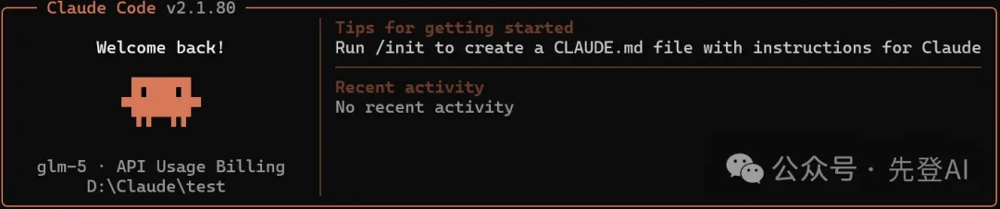 Claude Code v2.1.80
Welcome back!
glm-5 · API Usage Billing
D:\Claude\test
Tips for getting started
Run /init to create a CLAUDE.md file with instructions for Claude
Recent activity
No recent activity
公众号 · 先登AI